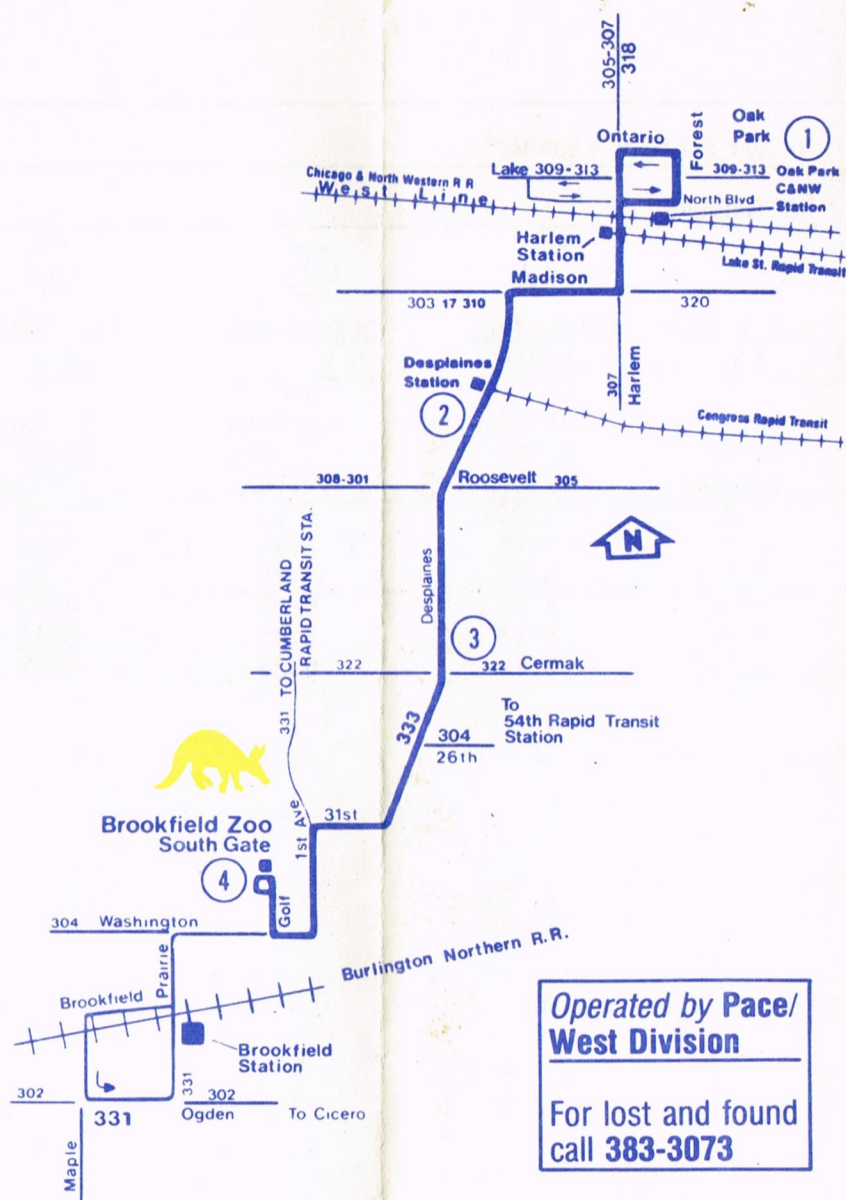 305-307
318
Ontario
Forest
Oak
Park
1
Chicago & North Western R R
West Line
Lake 309-313
309-313
Oak Park
C&NW
Station
North Blvd
Harlem
Station
Lake St. Rapid Transit
Madison
303 17 310
320
Desplaines
Station
307
Harlem
2
Congress Rapid Transit
308-301
Roosevelt 305
N
331 TO CUMBERLAND
RAPID TRANSIT STA.
Desplaines
3
322
322 Cermak
333
304
26th
To
54th Rapid Transit
Station
1st Ave
31st
Brookfield Zoo
South Gate
4
Golf
304 Washington
Prairie
Burlington Northern R.R.
Brookfield
Brookfield
Station
302
331
331
302
Ogden
To Cicero
Maple
Operated by Pace/
West Division
For lost and found
call 383-3073